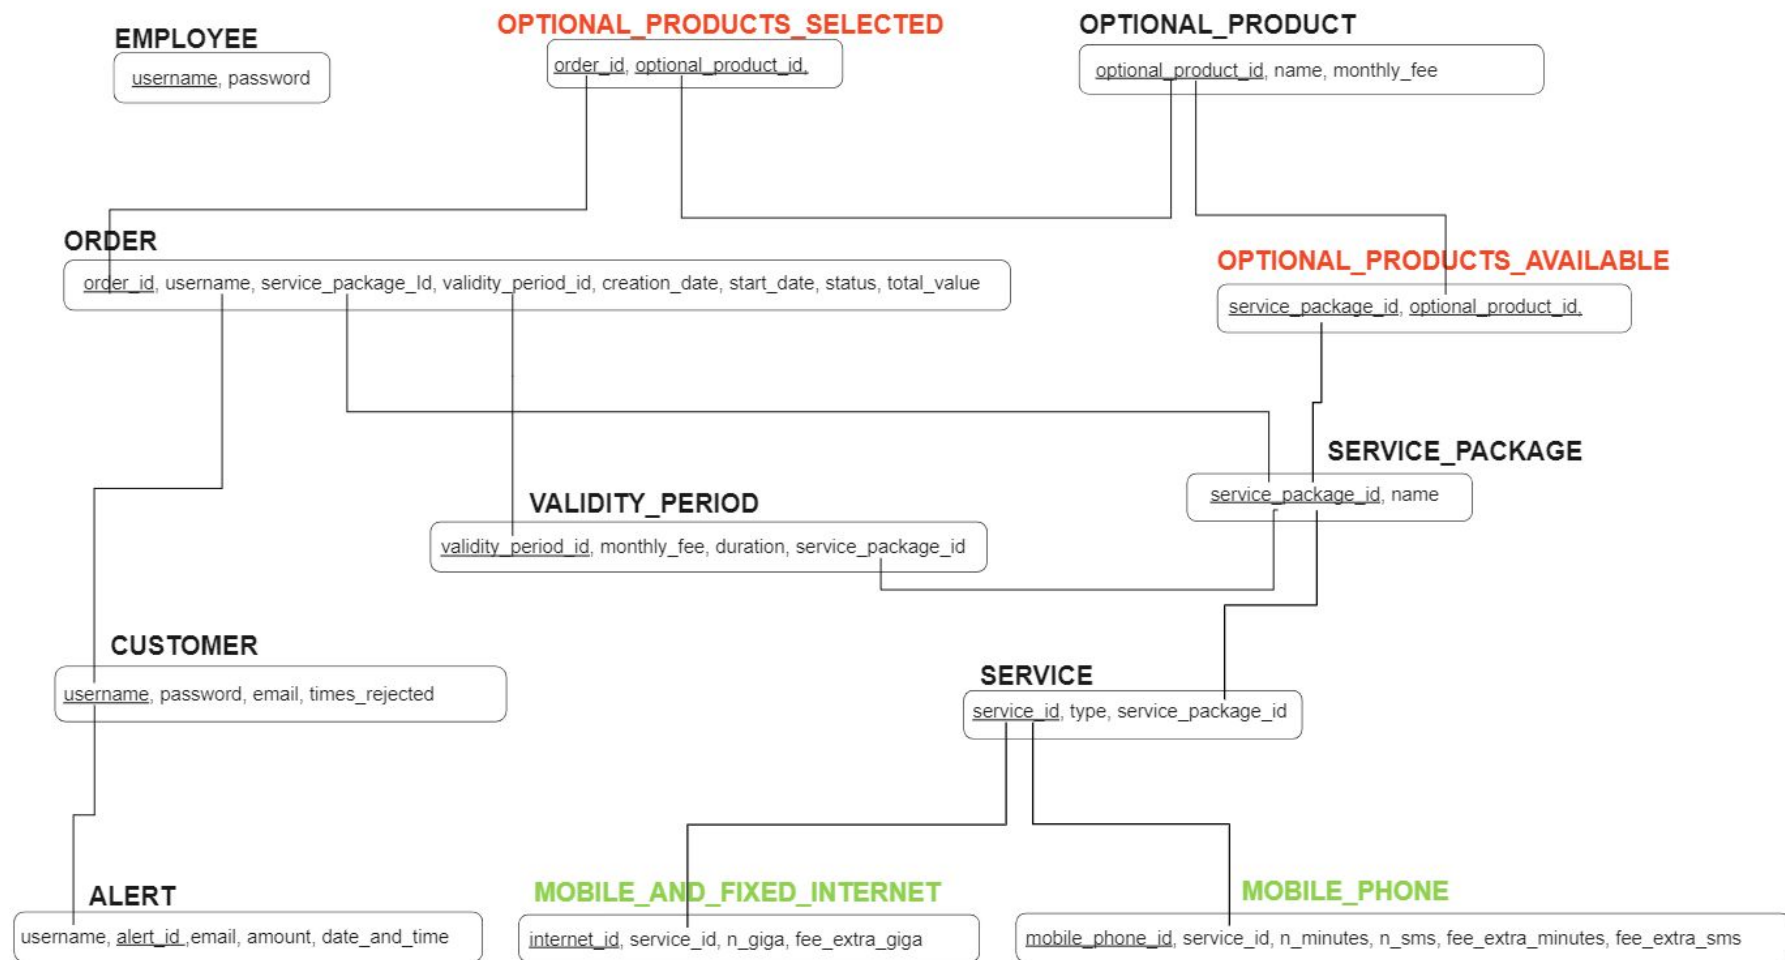 EMPLOYEE
username, password
OPTIONAL_PRODUCTS_SELECTED
order_id, optional_product_id,
OPTIONAL_PRODUCT
optional_product_id, name, monthly_fee
ORDER
order_id, username, service_package_Id, validity_period_id, creation_date, start_date, status, total_value
OPTIONAL_PRODUCTS_AVAILABLE
service_package_id, optional_product_id,
SERVICE_PACKAGE
service_package_id, name
VALIDITY_PERIOD
validity_period_id, monthly_fee, duration, service_package_id
CUSTOMER
username, password, email, times_rejected
SERVICE
service_id, type, service_package_id
ALERT
username, alert_id ,email, amount, date_and_time
MOBILE_AND_FIXED_INTERNET
internet_id, service_id, n_giga, fee_extra_giga
MOBILE_PHONE
mobile_phone_id, service_id, n_minutes, n_sms, fee_extra_minutes, fee_extra_sms